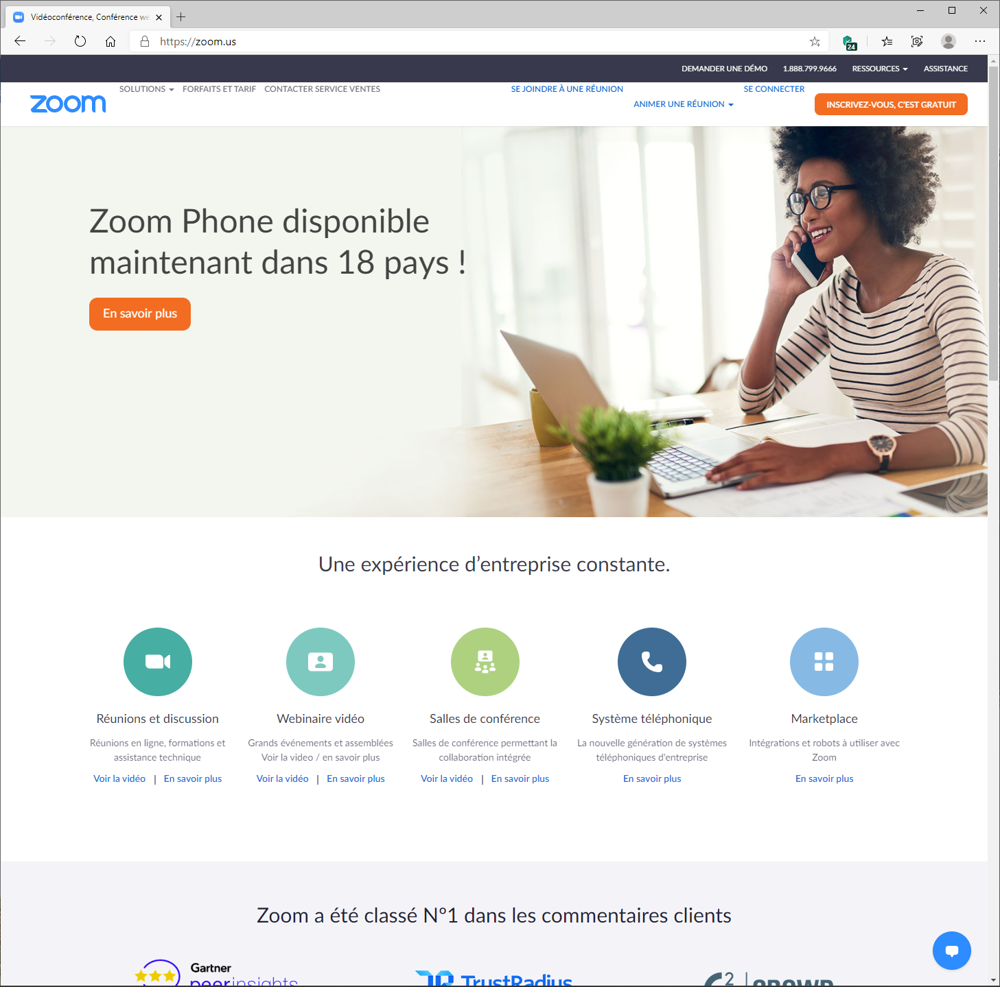 Vidéoconférence, Conférence we
https://zoom.us
24
DEMANDER UNE DÉMO 1.888.799.9666 RESSOURCES ASSISTANCE
zoom
SOLUTIONS FORFAITS ET TARIF CONTACTER SERVICE VENTES
SE JOINDRE À UNE RÉUNION
ANIMER UNE RÉUNION
SE CONNECTER
INSCRIVEZ-VOUS, C'EST GRATUIT
Zoom Phone disponible
maintenant dans 18 pays !
En savoir plus
Une expérience d’entreprise constante.
Réunions et discussion
Réunions en ligne, formations et
assistance technique
Voir la vidéo | En savoir plus
Webinaire vidéo
Grands événements et assemblées
Voir la video / en savoir plus
Voir la vidéo | En savoir plus
Salles de conférence
Salles de conférence permettant la
collaboration intégrée
Voir la vidéo | En savoir plus
Système téléphonique
La nouvelle génération de systèmes
téléphoniques d'entreprise
En savoir plus
Marketplace
Intégrations et robots à utiliser avec
Zoom
En savoir plus
Zoom a été classé N°1 dans les commentaires clients
Gartner
peerinsights
TrustRadius
G2 | CROWD